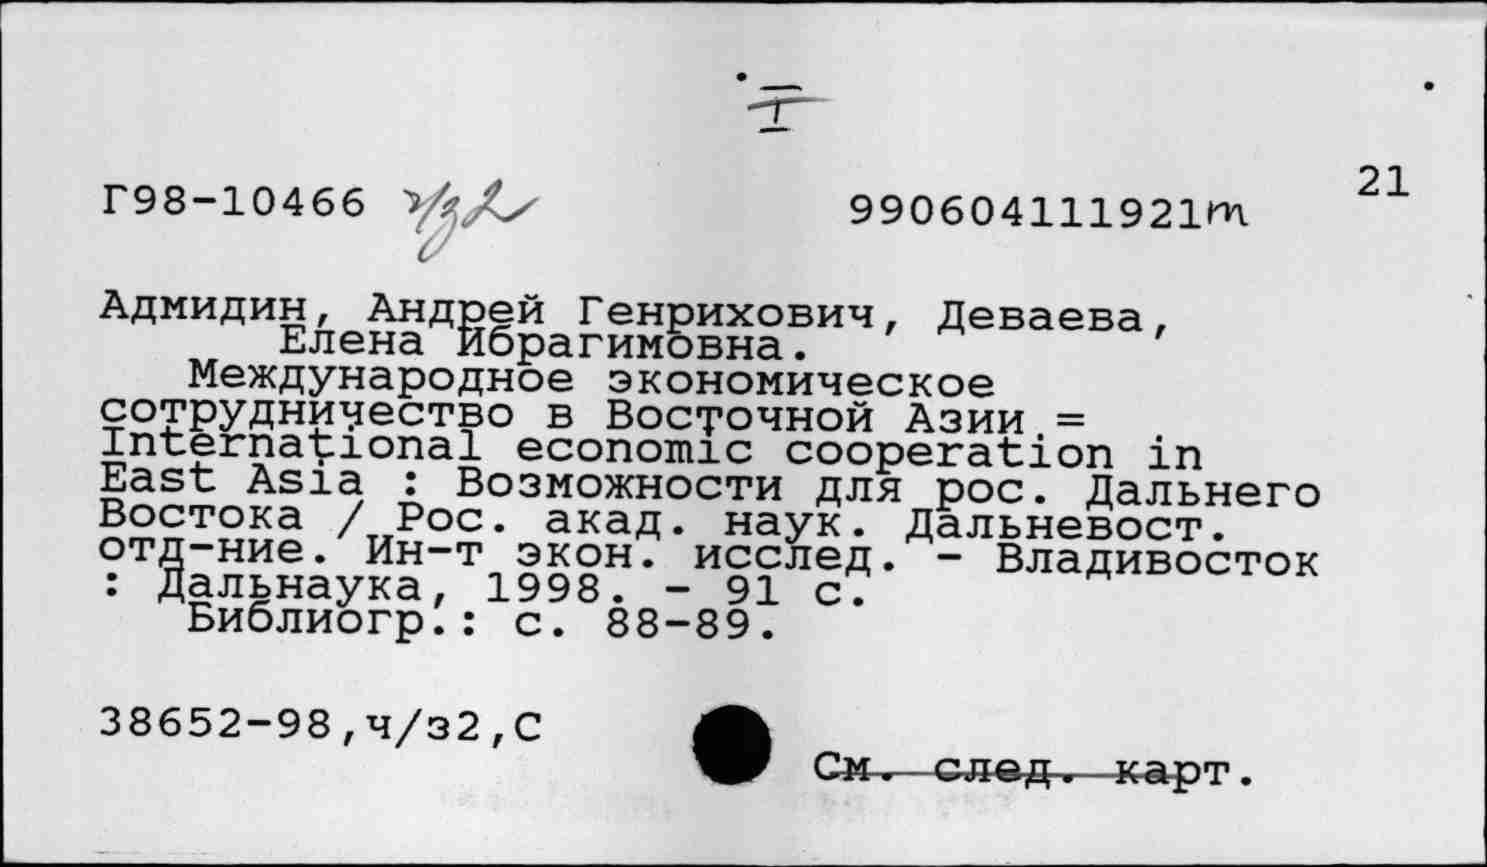 I
21
Г98-10466 ч/з2
990604111921m
Адмидин, Андрей Генрихович, Деваева,
Елена Ибрагимовна.
Международное экономическое
сотрудничество в Восточной Азии =
International economic cooperation in
East Asia : Возможности для рос. Дальнего
Востока / Рос. акад. наук. Дальневост.
отд-ние. Ин-т экон. исслед. - Владивосток
: Дальнаука, 1998. - 91 с.
Библиогр.: с. 88-89.
38652-98,ч/з2,С
См. след. карт.